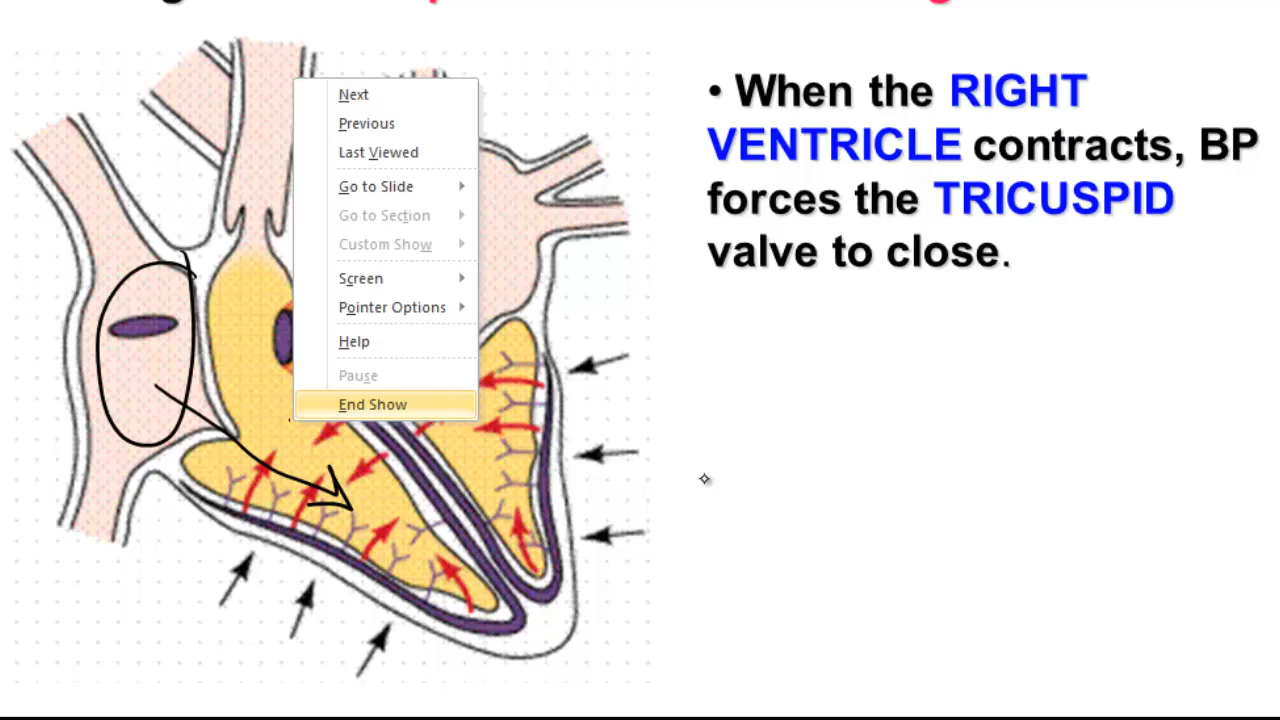 • When the RIGHT
VENTRICLE contracts, BP
forces the TRICUSPID
valve to close.
Next
Previous
Last Viewed
Go to Slide
Go to Section
Custom Show
Screen
Pointer Options
Help
Pause
End Show